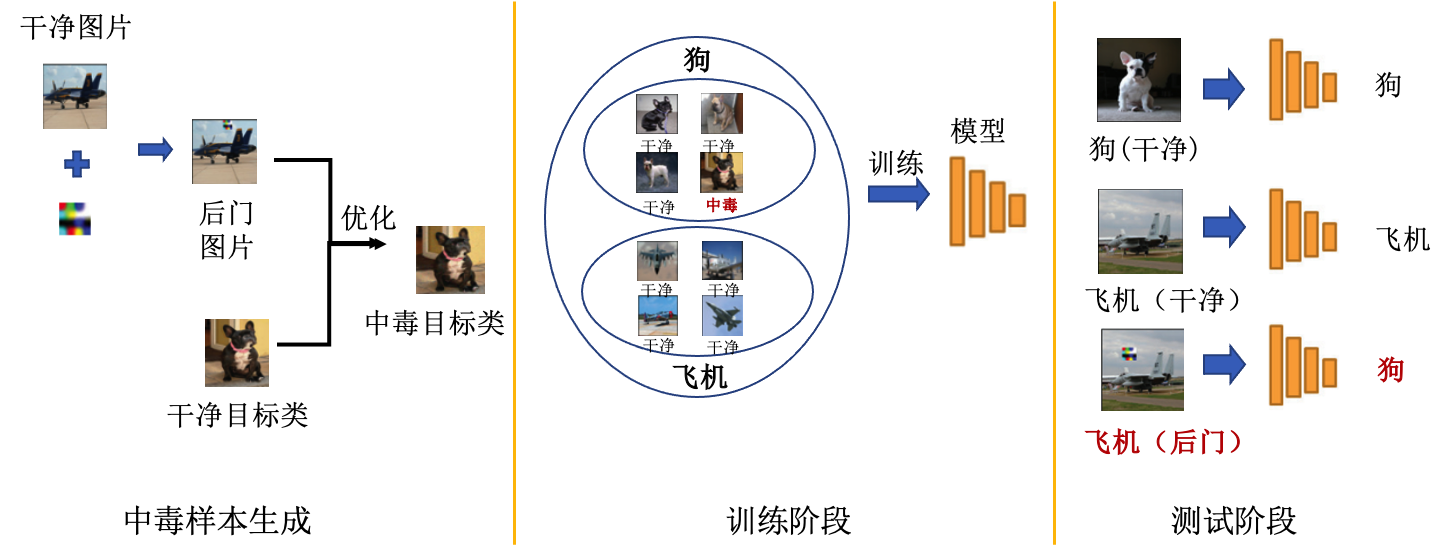 干净图片
后门
图片
优化
中毒目标类
干净目标类
中毒样本生成
狗
干净
干净
干净
中毒
干净
干净
干净
干净
飞机
训练
模型
训练阶段
狗
狗(干净)
飞机
飞机（干净）
狗
飞机（后门）
测试阶段